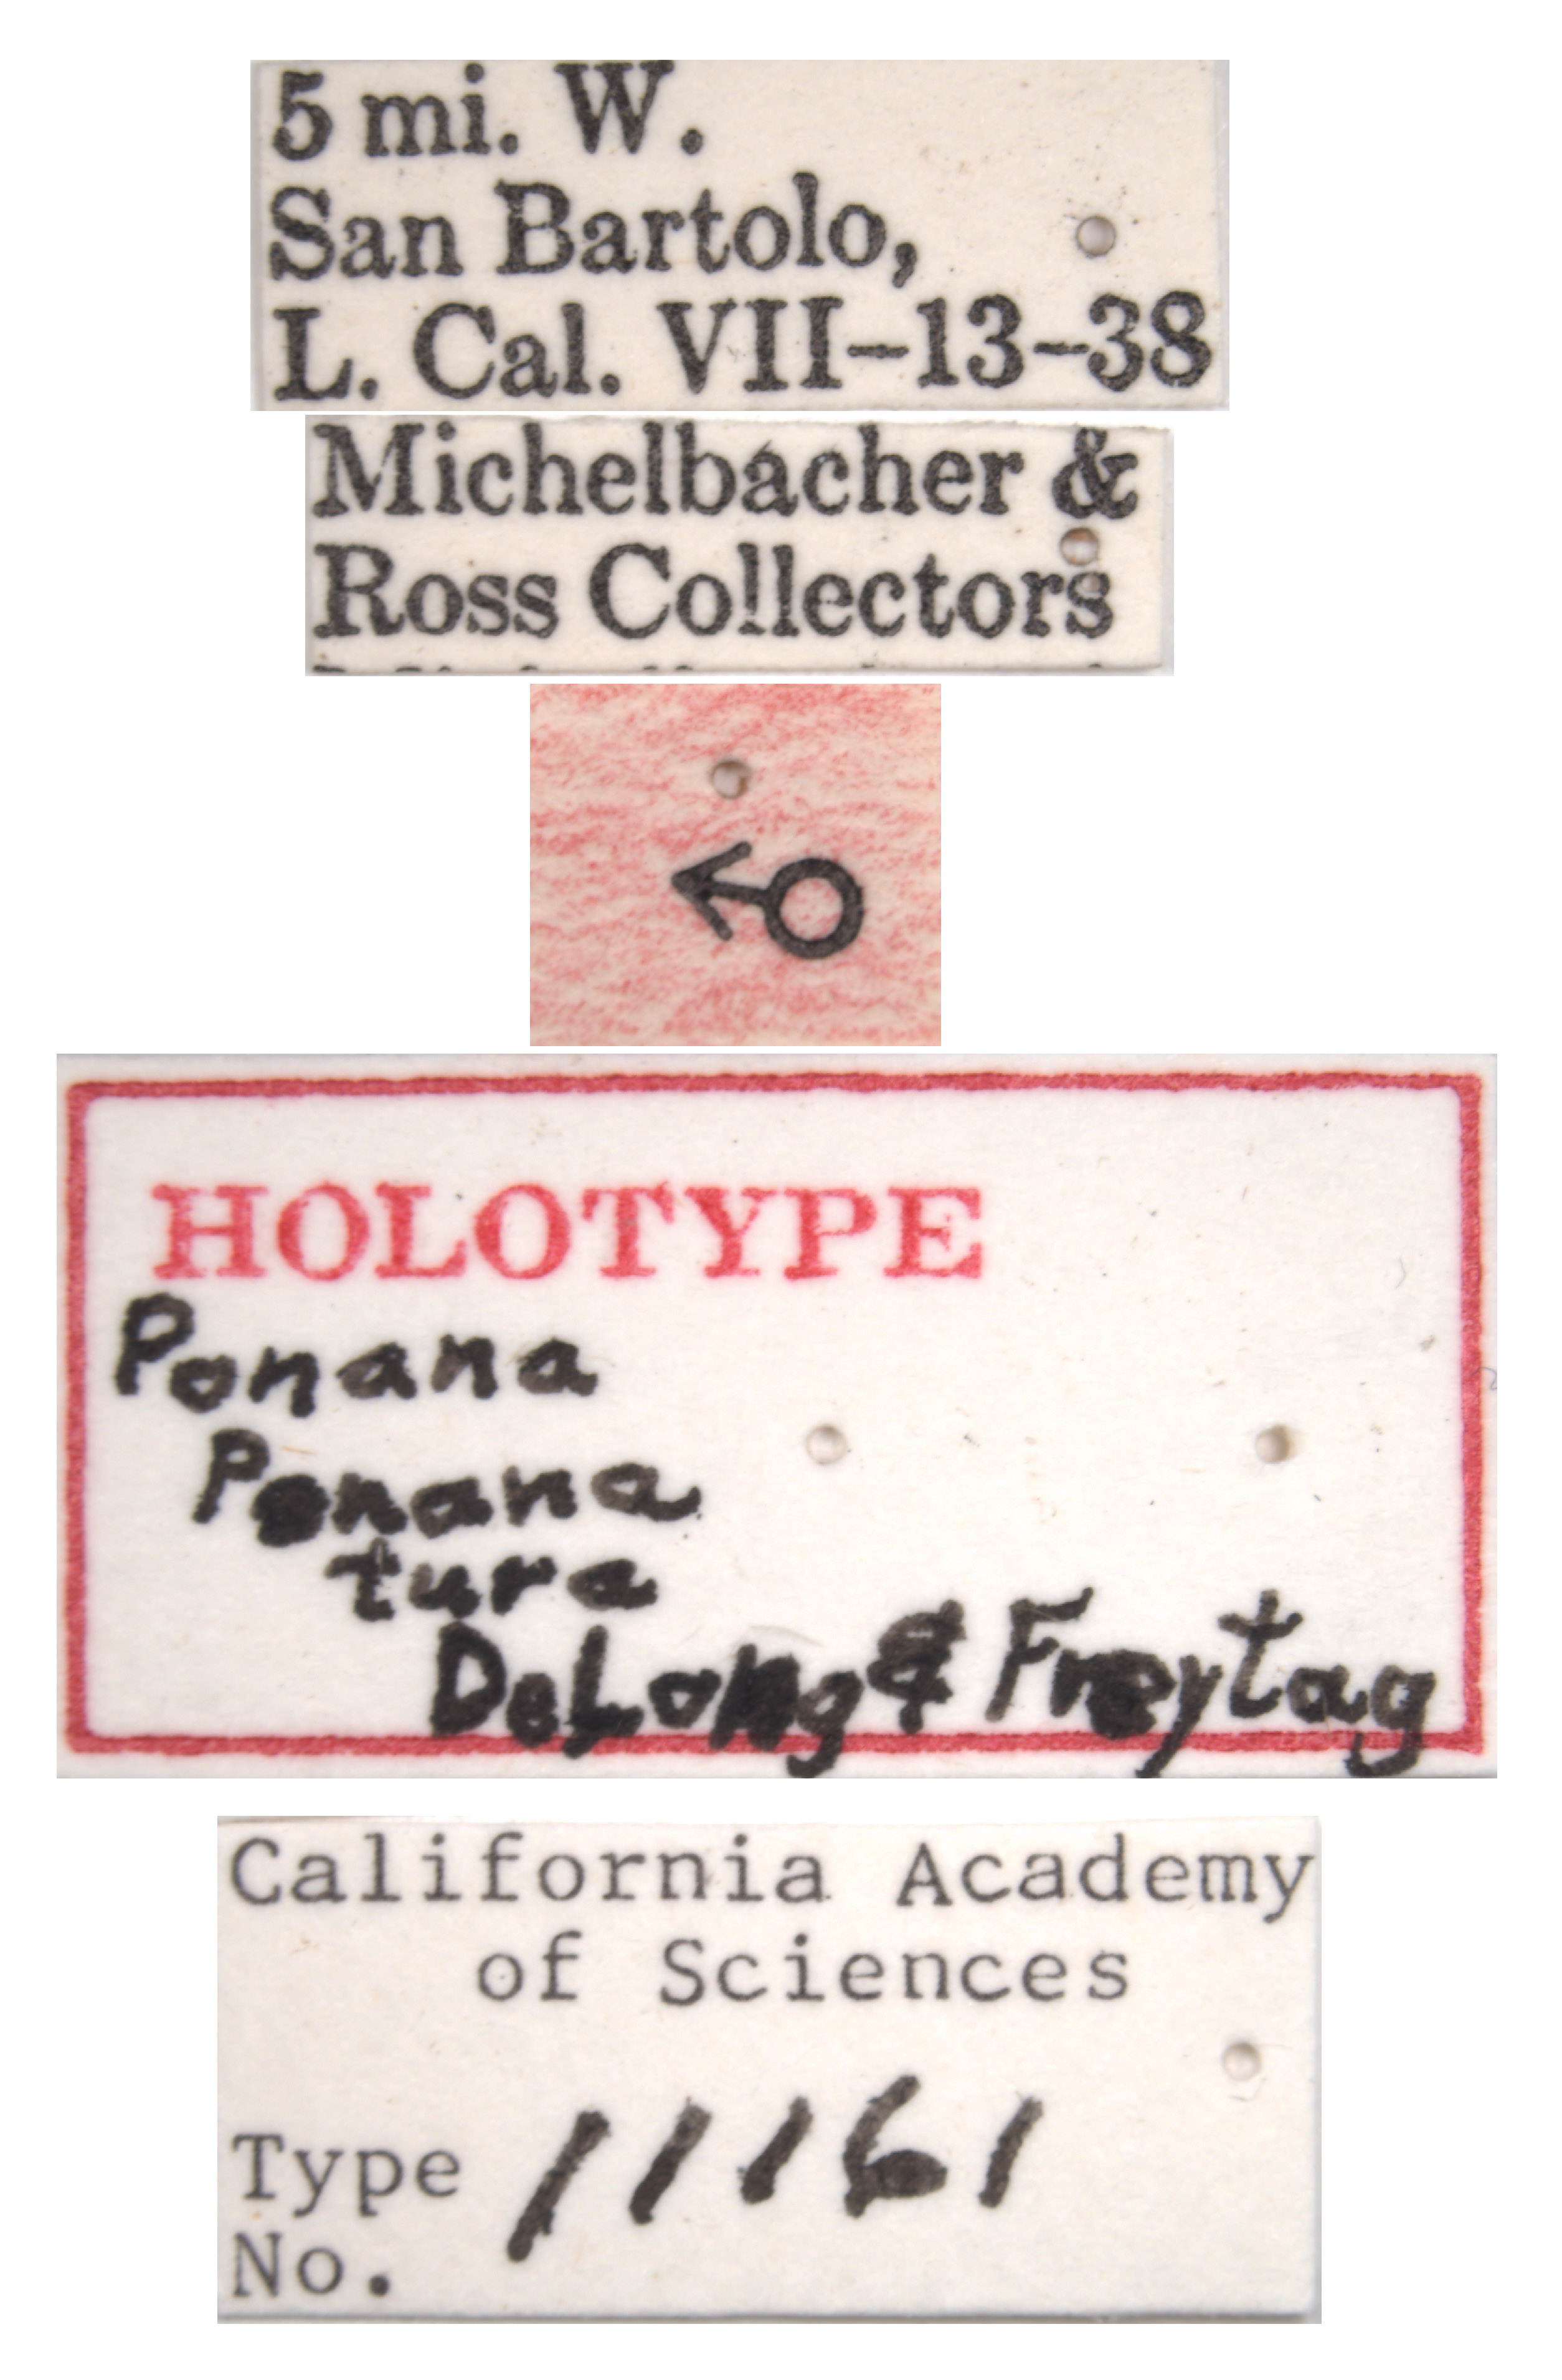 5 mi. W.
San Bartolo,
L. Cal. VII–13–38
Michelbacher &
Ross Collectors
♂
HOLOTYPE
Ponana
Ponana
tura
DeLong & Freytag
California Academy
of Sciences
Type
No. 11161